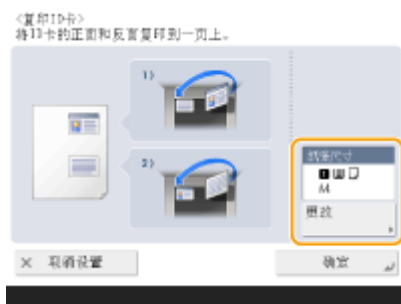 <复印ID卡>
将ID卡的正面和反面复印到一页上。
1)
2)
纸张尺寸
1
A4
更改
× 取消设置
确定